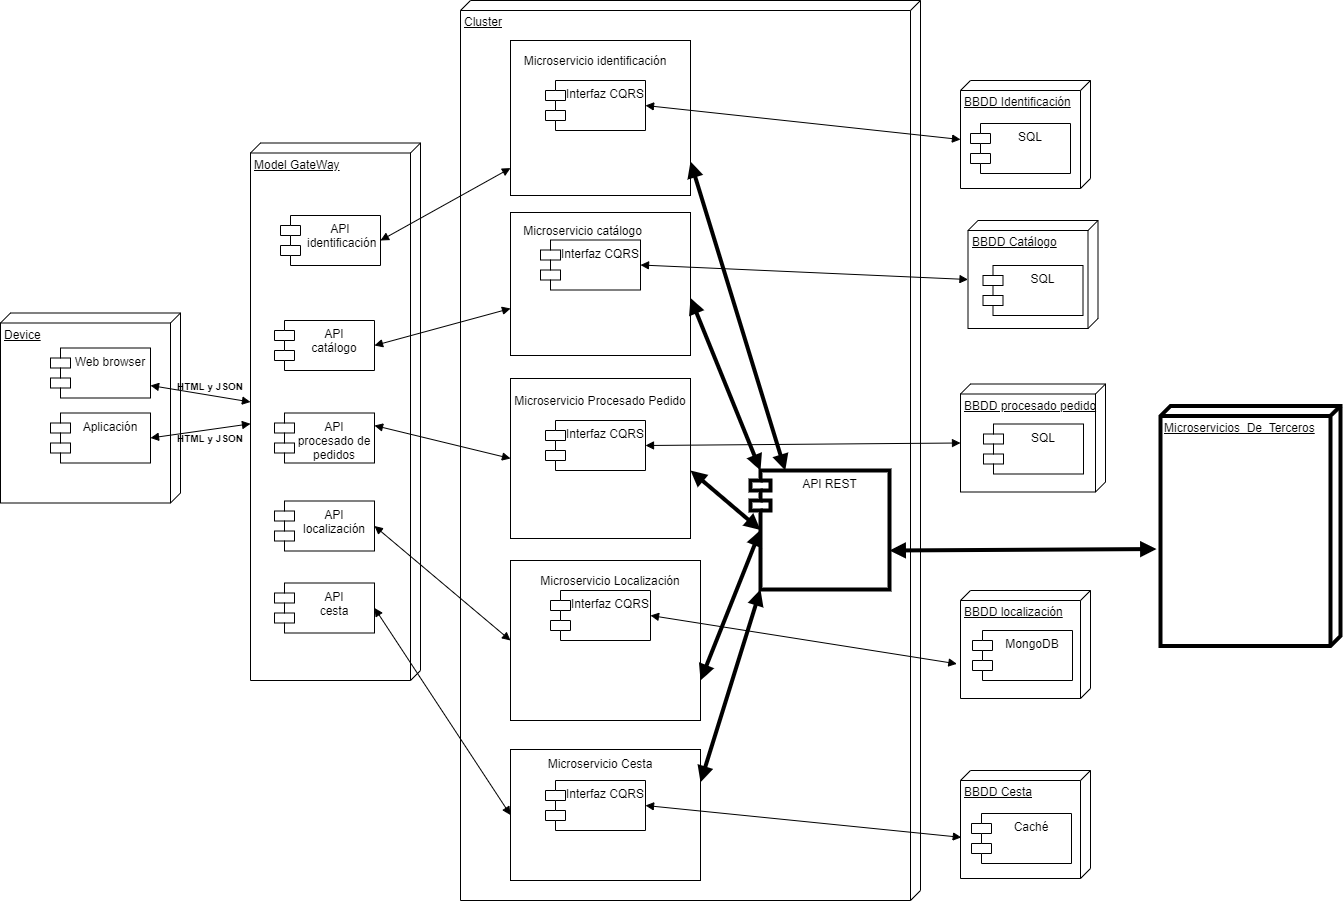 Device
Web browser
Aplicación
HTML y JSON
HTML y JSON
Model GateWay
API
identificación
API
catálogo
API
procesado de
pedidos
API
localización
API
cesta
Cluster
Microservicio identificación
Interfaz CQRS
Microservicio catálogo
Interfaz CQRS
Microservicio Procesado Pedido
Interfaz CQRS
Microservicio Localización
Interfaz CQRS
Microservicio Cesta
Interfaz CQRS
API REST
BBDD Identificación
SQL
BBDD Catálogo
SQL
BBDD procesado pedido
SQL
BBDD localización
MongoDB
BBDD Cesta
Caché
Microservicios_De_Terceros